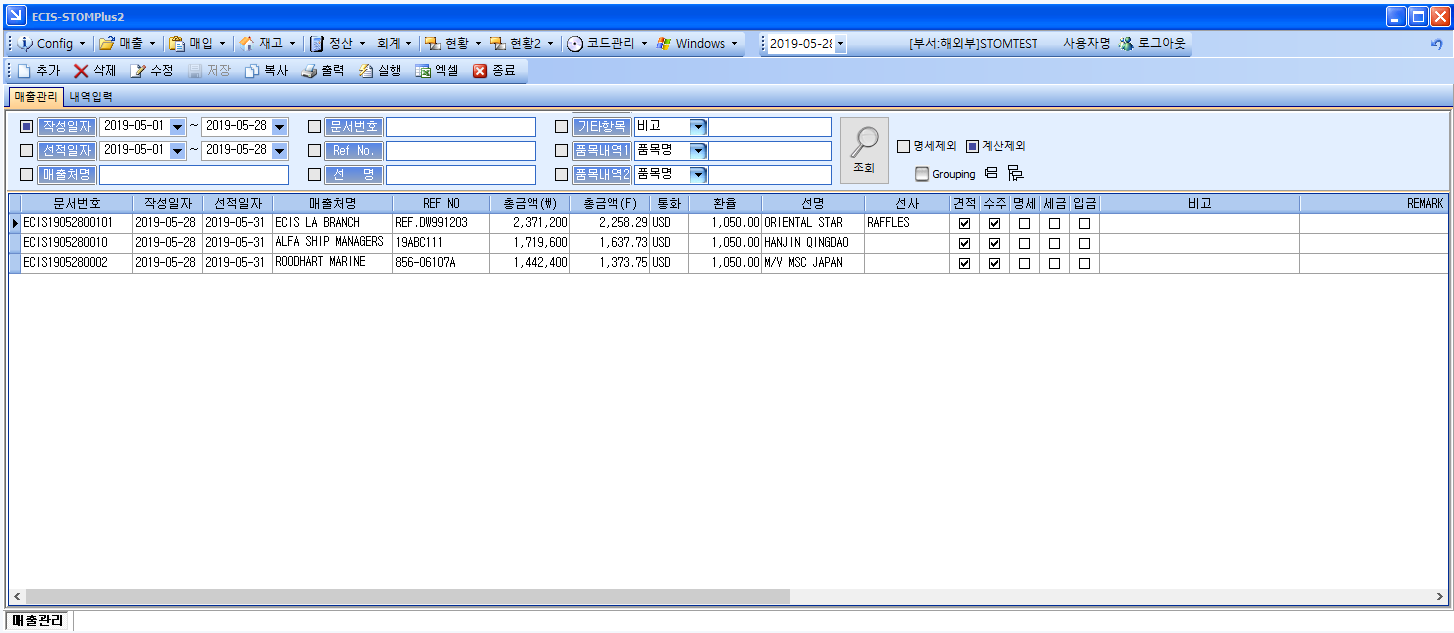 ECIS-STOMPlus2
Config 매출 매입 재고 정산 회계 현황 현황2 코드관리 Windows 2019-05-28 [부서:해외부]STOMTEST 사용자명 로그아웃
추가 삭제 수정 저장 복사 출력 실행 엑셀 종료
매출관리 내역입력
작성일자 2019-05-01 ~ 2019-05-28 문서번호 기타항목 비고
선적일자 2019-05-01 ~ 2019-05-28 Ref No. 품목내역1 품목명
매출처명 선 명 품목내역2 품목명
조회 명세제외 계산제외
Grouping
문서번호 작성일자 선적일자 매출처명 REF NO 총금액(₩) 총금액(F) 통화 환율 선명 선사 견적 수주 명세 세금 입금 비고 REMARK
ECIS19052800101 2019-05-28 2019-05-31 ECIS LA BRANCH REF.DW991203 2,371,200 2,258.29 USD 1,050.00 ORIENTAL STAR RAFFLES
ECIS1905280010 2019-05-28 2019-05-31 ALFA SHIP MANAGERS 19ABC111 1,719,600 1,637.73 USD 1,050.00 HANJIN QINGDAO
ECIS1905280002 2019-05-28 2019-05-31 ROODHART MARINE 856-06107A 1,442,400 1,373.75 USD 1,050.00 M/V MSC JAPAN
매출관리